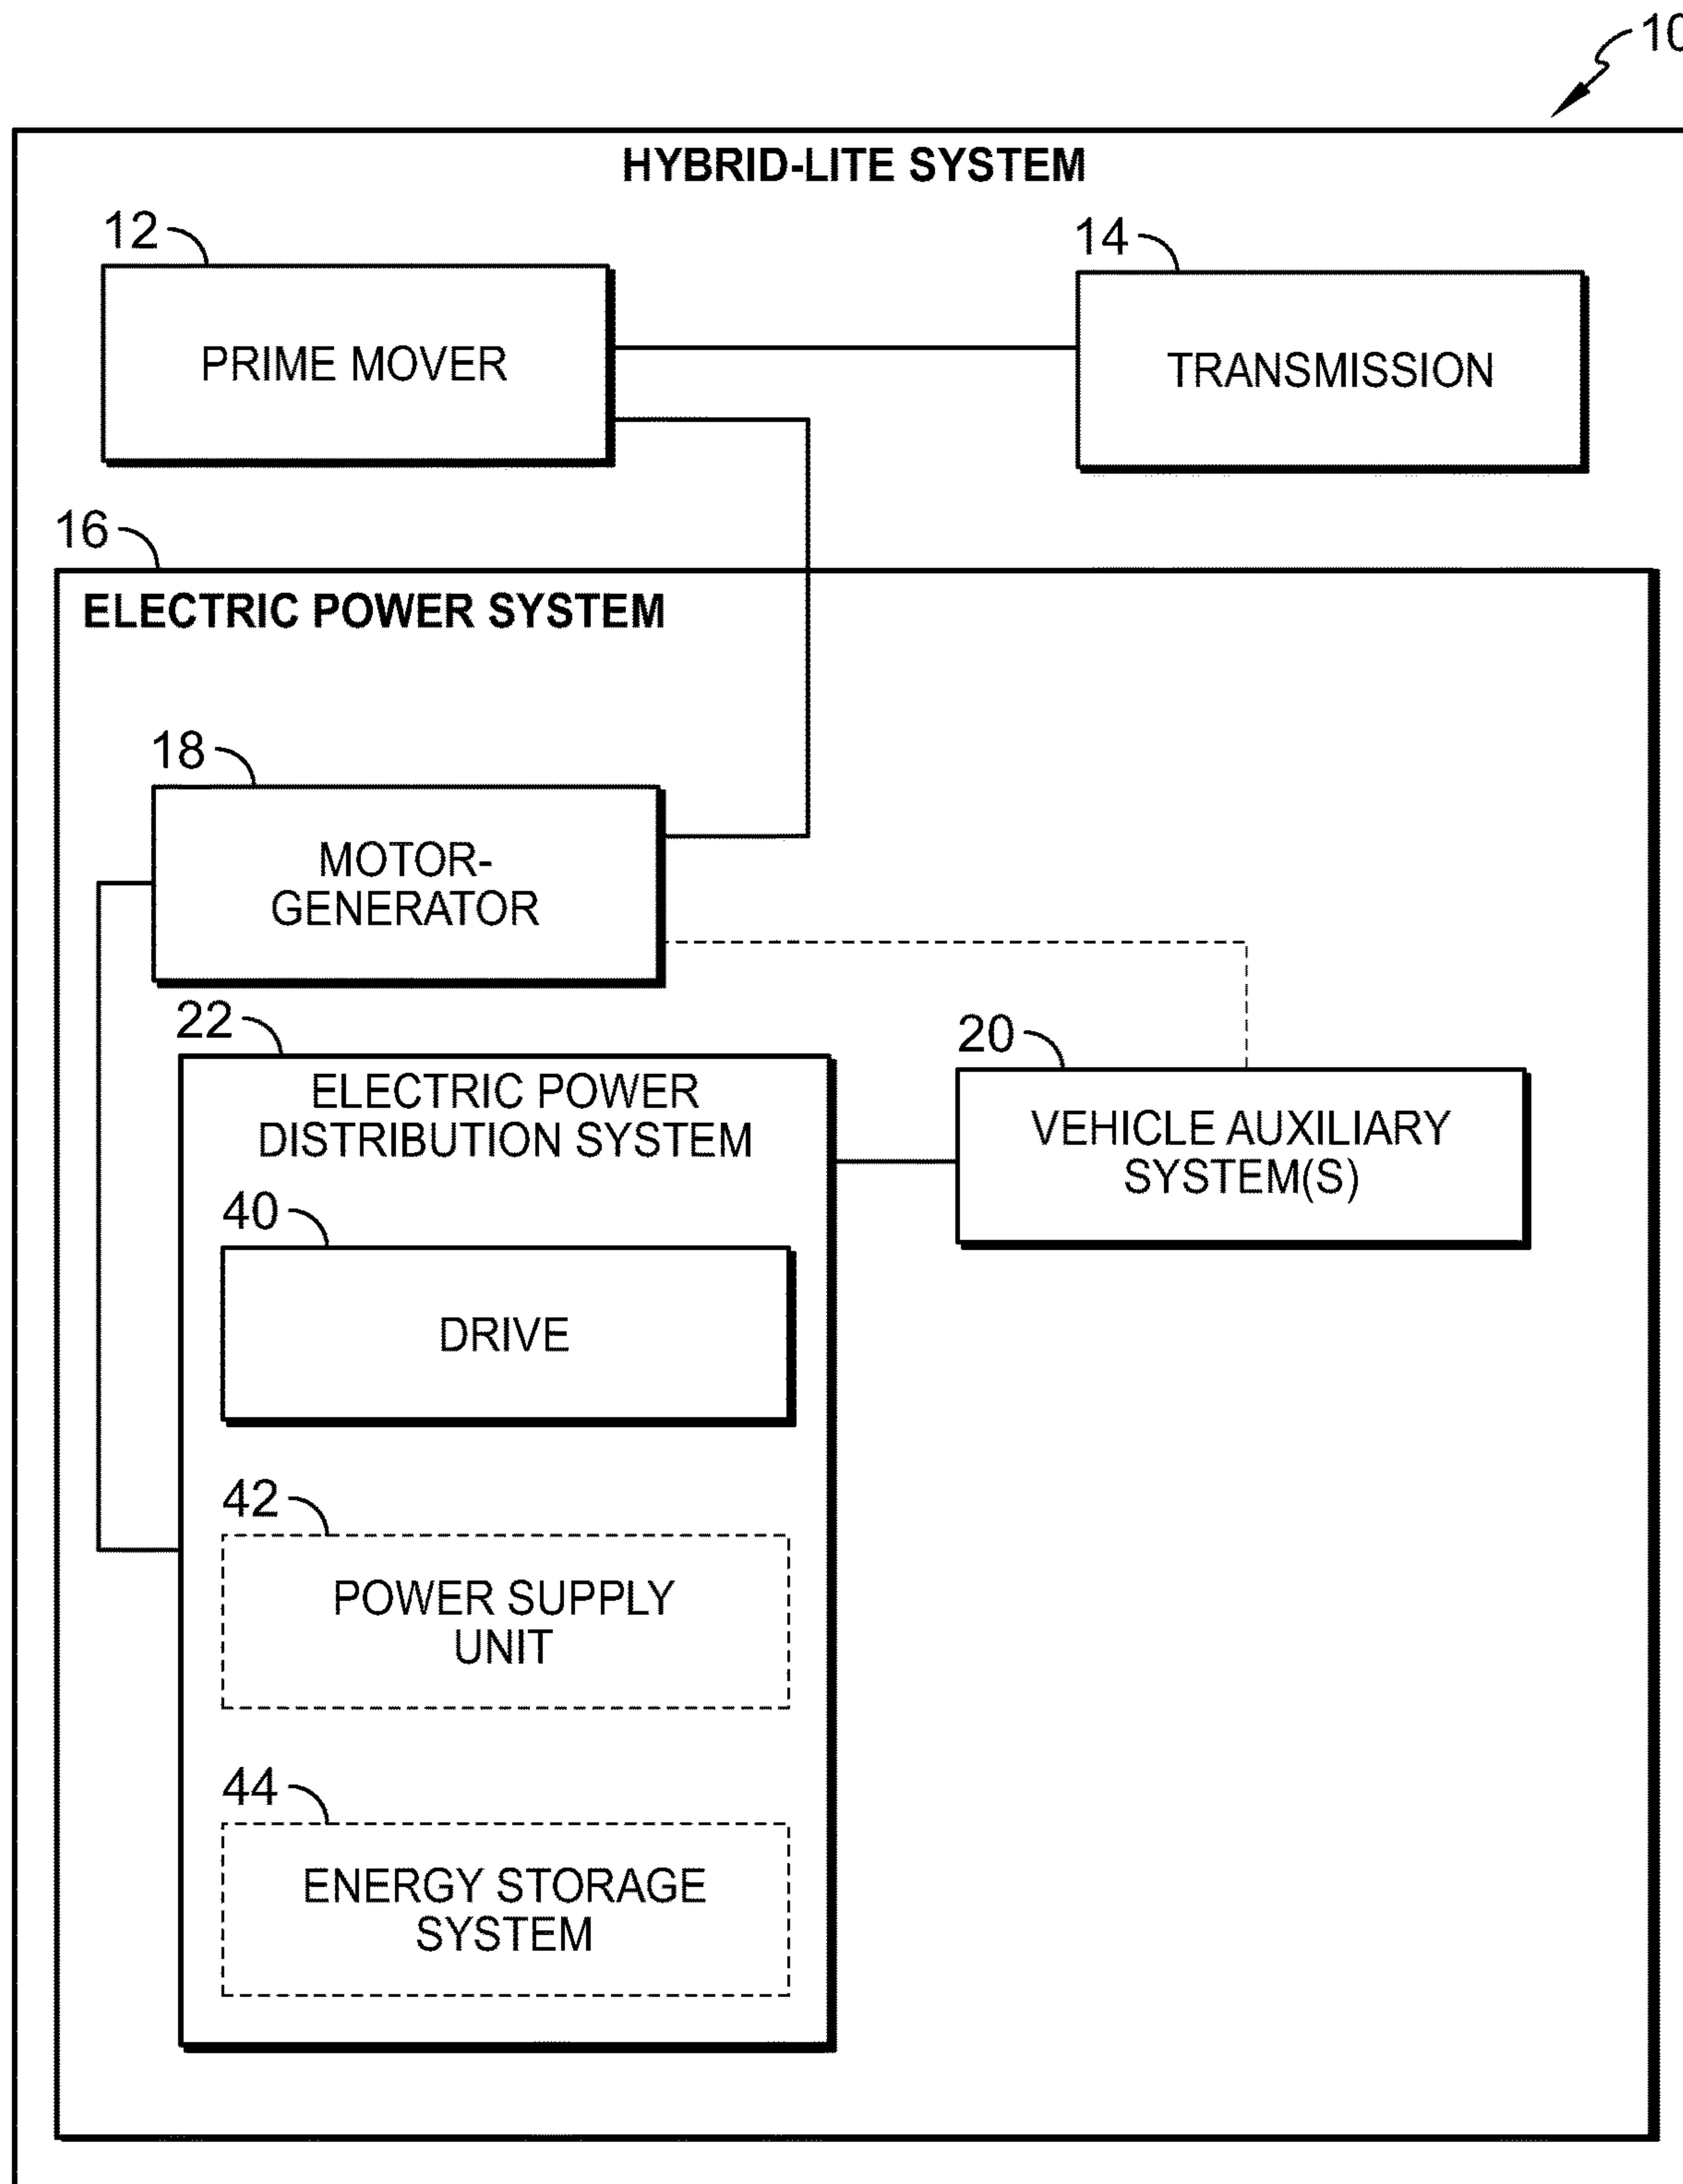 10
HYBRID-LITE SYSTEM
12
14
PRIME MOVER
TRANSMISSION
16
ELECTRIC POWER SYSTEM
18
MOTOR-
GENERATOR
22
20
ELECTRIC POWER
DISTRIBUTION SYSTEM
VEHICLE AUXILIARY
SYSTEM(S)
40
DRIVE
42
POWER SUPPLY
UNIT
44
ENERGY STORAGE
SYSTEM